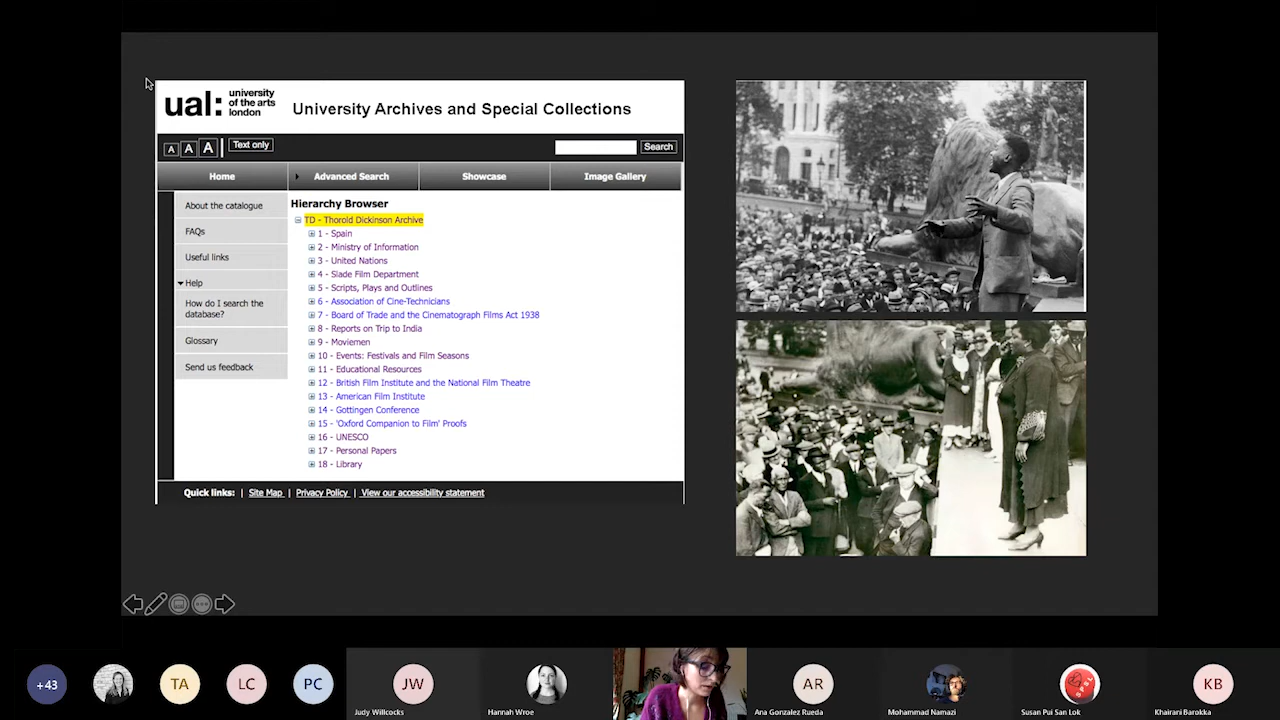 ual: university
of the arts
london
University Archives and Special Collections
A A A Text only Search
Home Advanced Search Showcase Image Gallery
About the catalogue
FAQs
Useful links
Help
How do I search the
database?
Glossary
Send us feedback
Hierarchy Browser
TD - Thorold Dickinson Archive
1 - Spain
2 - Ministry of Information
3 - United Nations
4 - Slade Film Department
5 - Scripts, Plays and Outlines
6 - Association of Cine-Technicians
7 - Board of Trade and the Cinematograph Films Act 1938
8 - Reports on Trip to India
9 - Moviemen
10 - Events: Festivals and Film Seasons
11 - Educational Resources
12 - British Film Institute and the National Film Theatre
13 - American Film Institute
14 - Gottingen Conference
15 - 'Oxford Companion to Film' Proofs
16 - UNESCO
17 - Personal Papers
18 - Library
Quick links: | Site Map | Privacy Policy | View our accessibility statement
+43 TA LC PC JW AR KB
Judy Willcocks Hannah Wroe Ana Gonzalez Rueda Mohammad Namazi Susan Pui San Lok Khairani Barokka